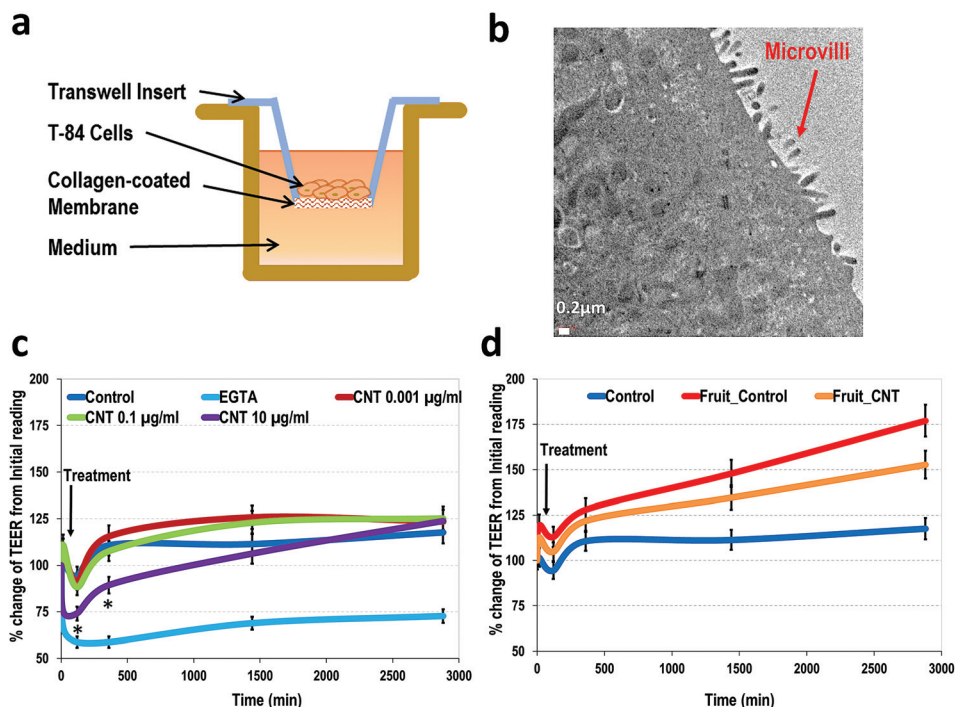 a
Transwell Insert
T-84 Cells
Collagen-coated
Membrane
Medium
b
Microvilli
0.2µm
c
% change of TEER from Initial reading
200
175
150
125
100
75
50
Control
EGTA
CNT 0.001 µg/ml
CNT 0.1 µg/ml
CNT 10 µg/ml
Treatment
*
*
0
500
1000
1500
2000
2500
3000
Time (min)
d
% change of TEER from Initial reading
200
175
150
125
100
75
50
Control
Fruit_Control
Fruit_CNT
Treatment
0
500
1000
1500
2000
2500
3000
Time (min)